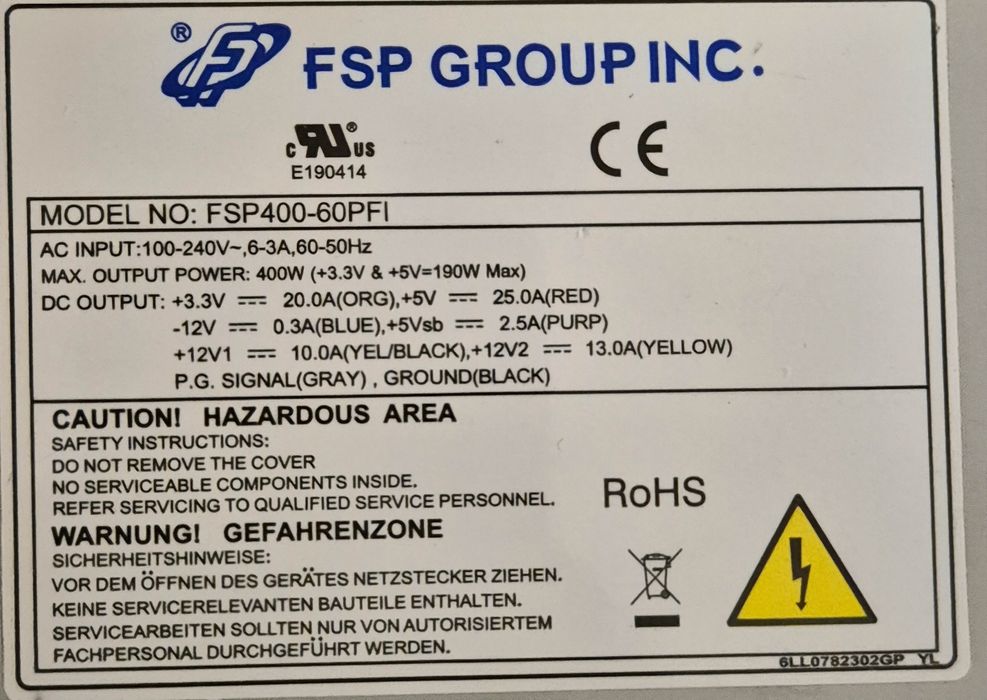 ® FSP GROUP INC.
c RU ® US
CE
E190414
MODEL NO: FSP400-60PFI
AC INPUT:100-240V~,6-3A,60-50Hz
MAX. OUTPUT POWER: 400W (+3.3V & +5V=190W Max)
DC OUTPUT: +3.3V ⎓ 20.0A(ORG),+5V ⎓ 25.0A(RED)
-12V ⎓ 0.3A(BLUE),+5Vsb ⎓ 2.5A(PURP)
+12V1 ⎓ 10.0A(YEL/BLACK),+12V2 ⎓ 13.0A(YELLOW)
P.G. SIGNAL(GRAY) , GROUND(BLACK)
CAUTION! HAZARDOUS AREA
SAFETY INSTRUCTIONS:
DO NOT REMOVE THE COVER
NO SERVICEABLE COMPONENTS INSIDE.
REFER SERVICING TO QUALIFIED SERVICE PERSONNEL.
RoHS
WARNUNG! GEFAHRENZONE
SICHERHEITSHINWEISE:
VOR DEM ÖFFNEN DES GERÄTES NETZSTECKER ZIEHEN.
KEINE SERVICERELEVANTEN BAUTEILE ENTHALTEN.
SERVICEARBEITEN SOLLTEN NUR VON AUTORISIERTEM
FACHPERSONAL DURCHGEFÜHRT WERDEN.
6LL0782302GP YL